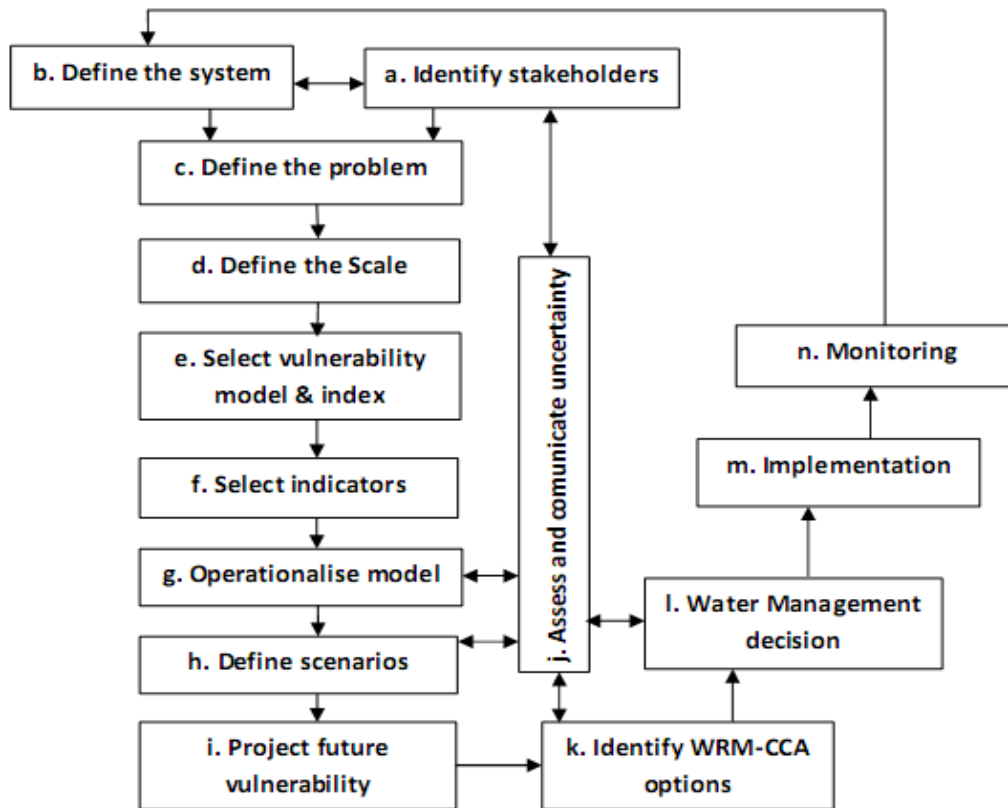 b. Define the system
a. Identify stakeholders
c. Define the problem
d. Define the Scale
e. Select vulnerability
model & index
f. Select indicators
g. Operationalise model
h. Define scenarios
i. Project future
vulnerability
j. Assess and comunicate uncertainty
k. Identify WRM-CCA
options
l. Water Management
decision
m. Implementation
n. Monitoring